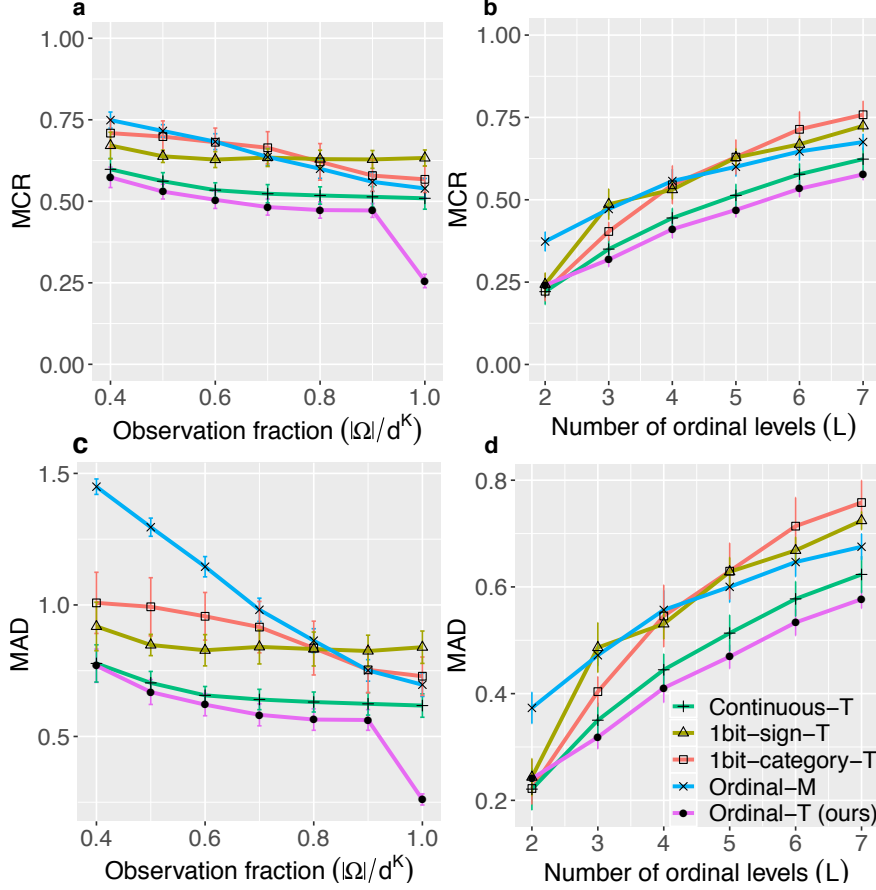 a
1.00
0.75
0.50
0.25
0.00
MCR
0.4 0.6 0.8 1.0
Observation fraction (|Ω|/d^K)
b
1.00
0.75
0.50
0.25
0.00
MCR
2 3 4 5 6 7
Number of ordinal levels (L)
c
1.5
1.0
0.5
MAD
0.4 0.6 0.8 1.0
Observation fraction (|Ω|/d^K)
d
0.8
0.6
0.4
0.2
MAD
Continuous−T
1bit−sign−T
1bit−category−T
Ordinal−M
Ordinal−T (ours)
2 3 4 5 6 7
Number of ordinal levels (L)